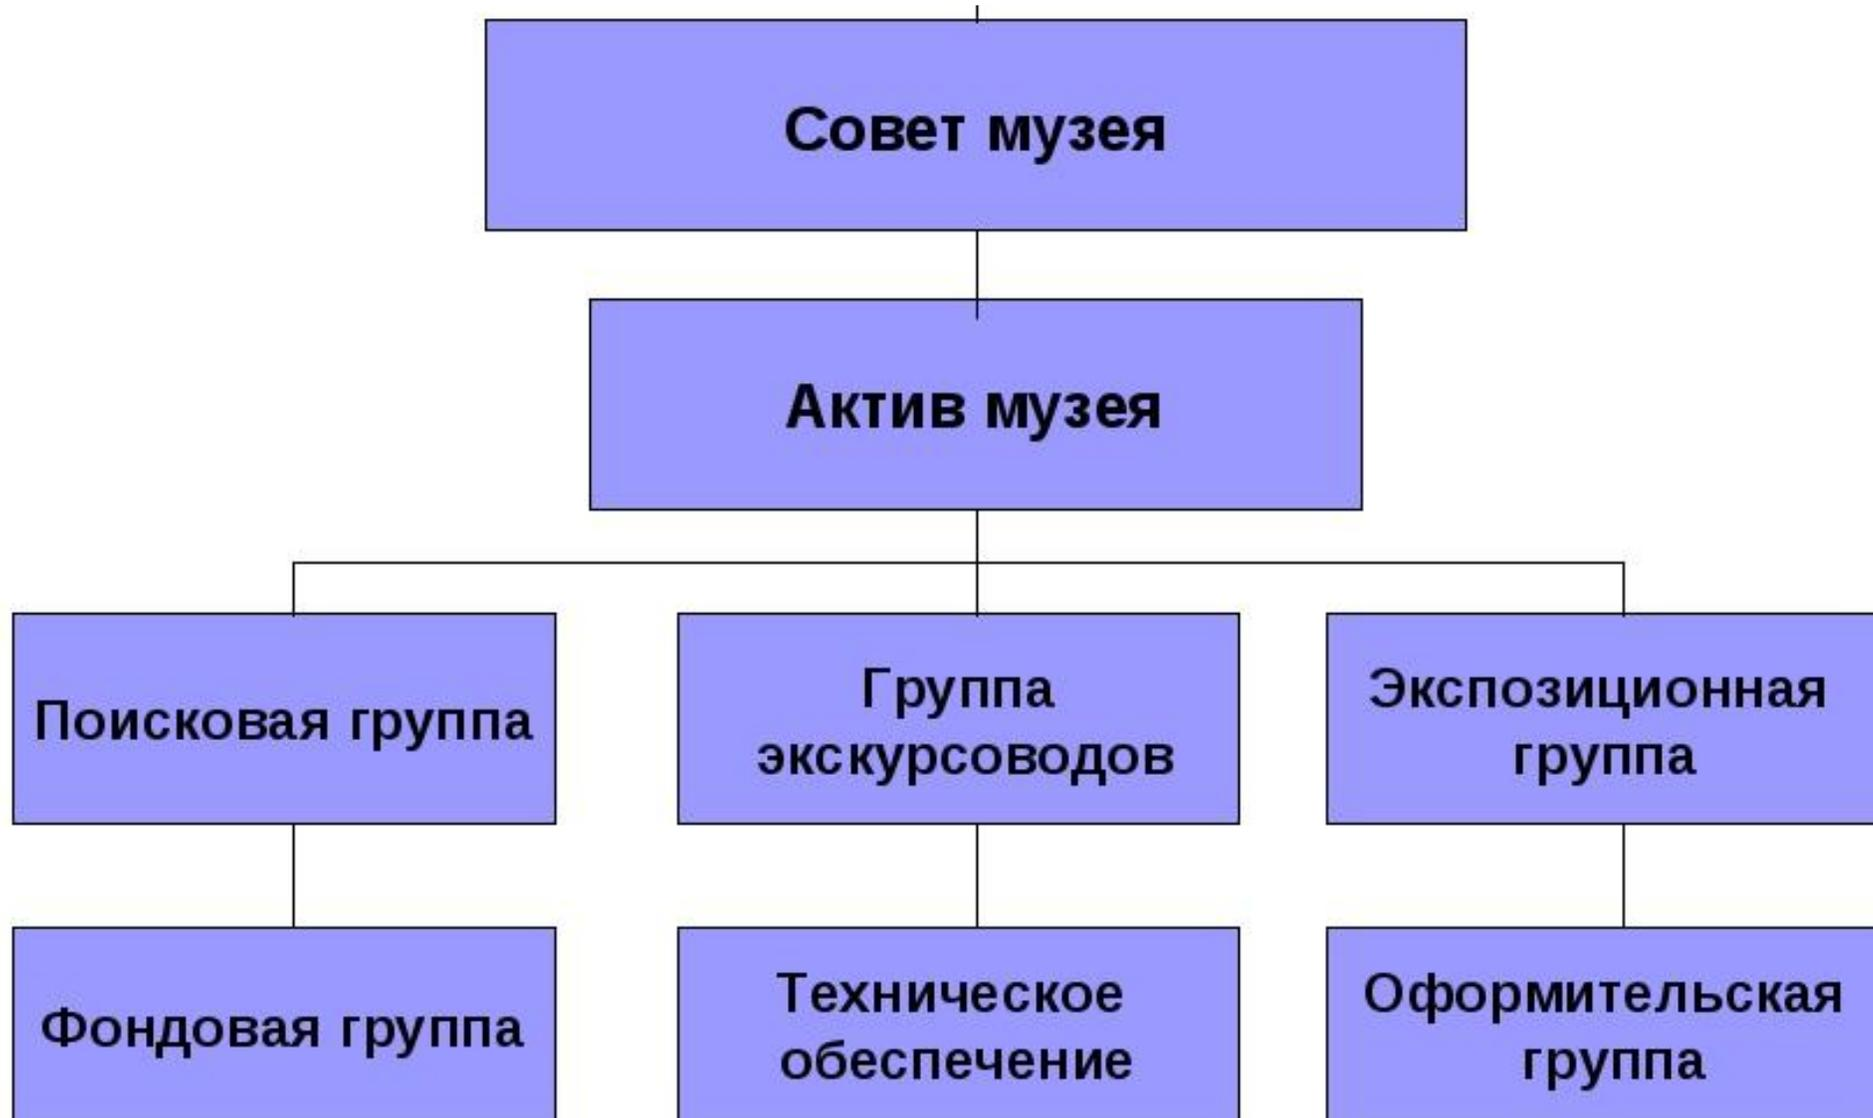 Совет музея
Актив музея
Поисковая группа
Группа
экскурсоводов
Экспозиционная
группа
Фондовая группа
Техническое
обеспечение
Оформительская
группа